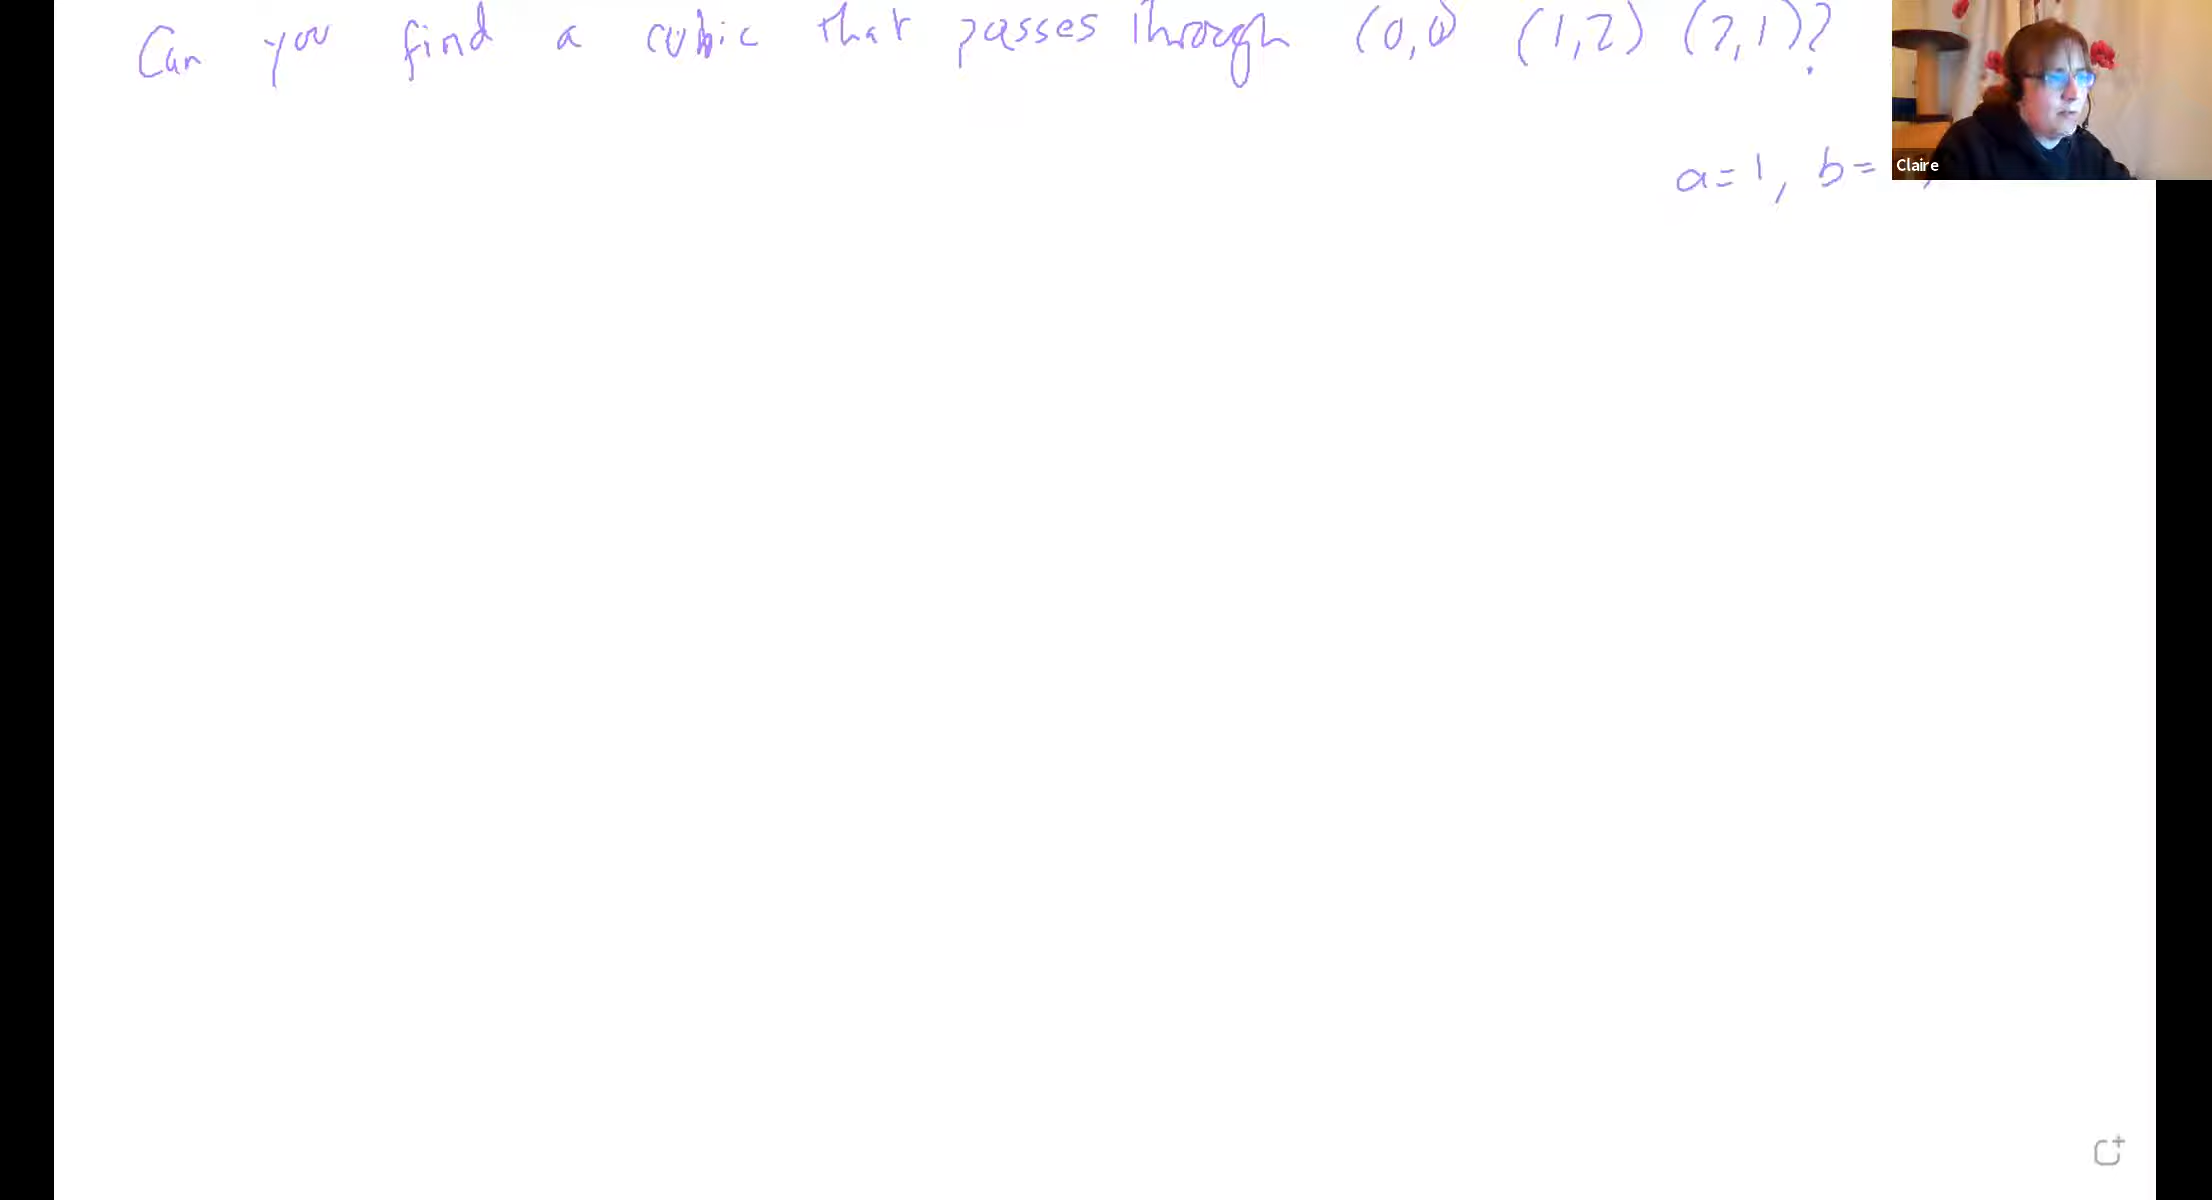 Can you find a cubic that passes through (0,0) (1,2) (2,1)?
a=1, b=
Claire